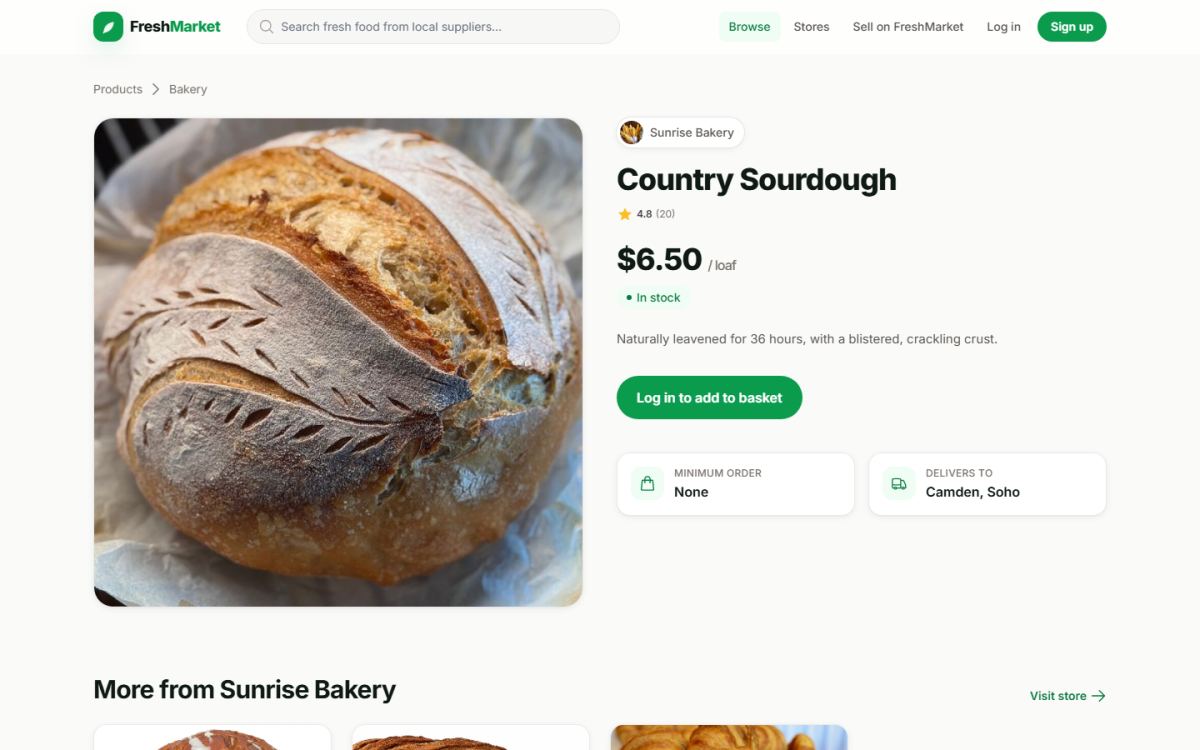 FreshMarket
Search fresh food from local suppliers...
Browse
Stores
Sell on FreshMarket
Log in
Sign up
Products
Bakery
Sunrise Bakery
Country Sourdough
4.8 (20)
$6.50 / loaf
In stock
Naturally leavened for 36 hours, with a blistered, crackling crust.
Log in to add to basket
MINIMUM ORDER
None
DELIVERS TO
Camden, Soho
More from Sunrise Bakery
Visit store